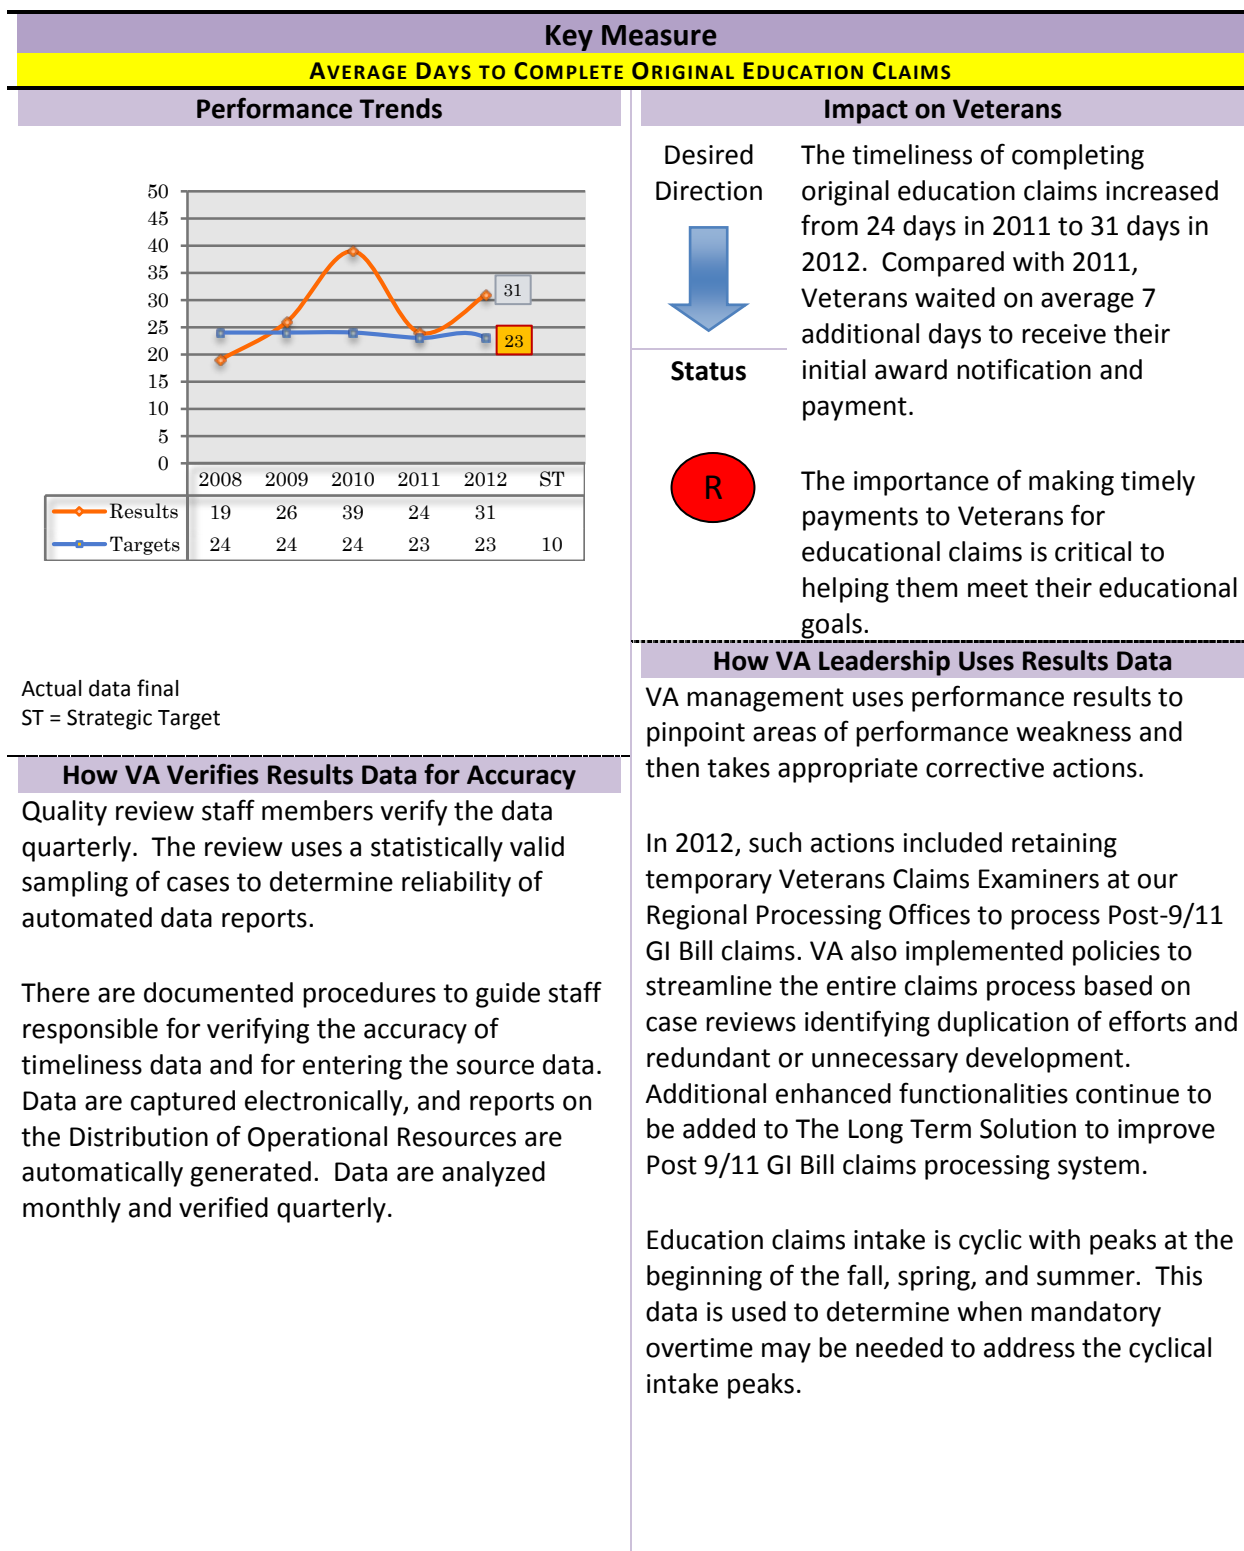 Key Measure
AVERAGE DAYS TO COMPLETE ORIGINAL EDUCATION CLAIMS
Performance Trends
50
45
40
35
30
25
20
15
10
5
0
31
23
2008 2009 2010 2011 2012 ST
Results 19 26 39 24 31
Targets 24 24 24 23 23 10
Actual data final
ST = Strategic Target
How VA Verifies Results Data for Accuracy
Quality review staff members verify the data
quarterly.  The review uses a statistically valid
sampling of cases to determine reliability of
automated data reports.
There are documented procedures to guide staff
responsible for verifying the accuracy of
timeliness data and for entering the source data.
Data are captured electronically, and reports on
the Distribution of Operational Resources are
automatically generated.  Data are analyzed
monthly and verified quarterly.
Impact on Veterans
Desired
Direction
Status
R
The timeliness of completing
original education claims increased
from 24 days in 2011 to 31 days in
2012.  Compared with 2011,
Veterans waited on average 7
additional days to receive their
initial award notification and
payment.
The importance of making timely
payments to Veterans for
educational claims is critical to
helping them meet their educational
goals.
How VA Leadership Uses Results Data
VA management uses performance results to
pinpoint areas of performance weakness and
then takes appropriate corrective actions.
In 2012, such actions included retaining
temporary Veterans Claims Examiners at our
Regional Processing Offices to process Post-9/11
GI Bill claims. VA also implemented policies to
streamline the entire claims process based on
case reviews identifying duplication of efforts and
redundant or unnecessary development.
Additional enhanced functionalities continue to
be added to The Long Term Solution to improve
Post 9/11 GI Bill claims processing system.
Education claims intake is cyclic with peaks at the
beginning of the fall, spring, and summer.  This
data is used to determine when mandatory
overtime may be needed to address the cyclical
intake peaks.